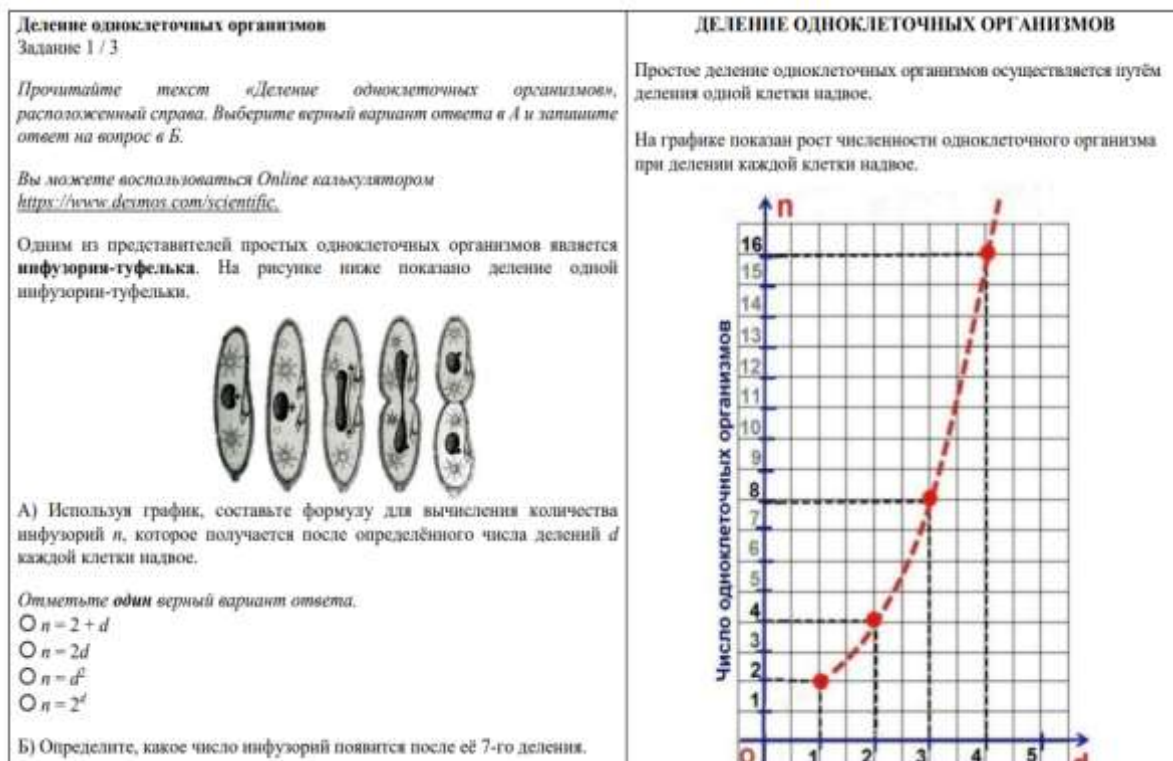 Деление одноклеточных организмов
Задание 1 / 3
Прочитайте текст «Деление одноклеточных организмов»,
расположенный справа. Выберите верный вариант ответа в А и запишите
ответ на вопрос в Б.
Вы можете воспользоваться Online калькулятором
https://www.desmos.com/scientific.
Одним из представителей простых одноклеточных организмов является
инфузория-туфелька. На рисунке ниже показано деление одной
инфузории-туфельки.
А) Используя график, составьте формулу для вычисления количества
инфузорий n, которое получается после определённого числа делений d
каждой клетки надвое.
Отметьте один верный вариант ответа.
n = 2 + d
n = 2d
n = d²
n = 2ᵈ
Б) Определите, какое число инфузорий появится после её 7-го деления.
ДЕЛЕНИЕ ОДНОКЛЕТОЧНЫХ ОРГАНИЗМОВ
Простое деление одноклеточных организмов осуществляется путём
деления одной клетки надвое.
На графике показан рост численности одноклеточного организма
при делении каждой клетки надвое.
n
16
15
14
13
12
11
10
9
8
7
6
5
4
3
2
1
Число одноклеточных организмов
0 1 2 3 4 5